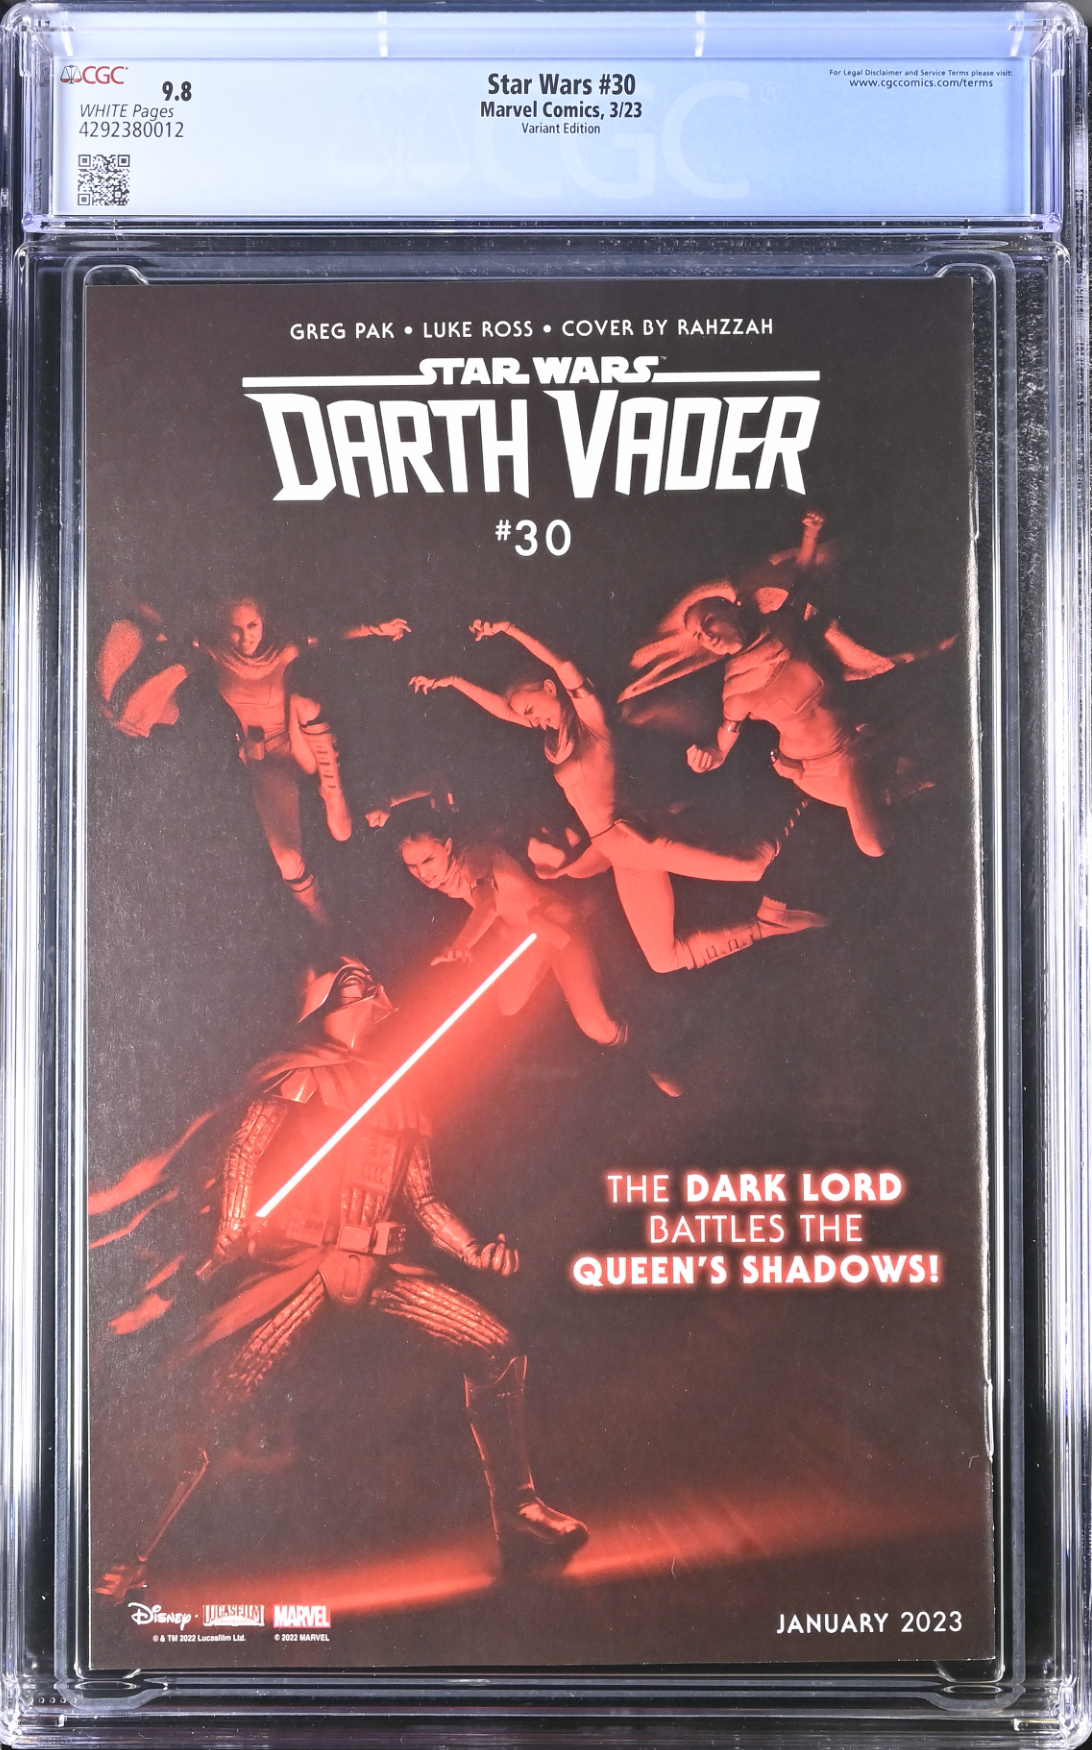 CGC
9.8
WHITE Pages
4292380012
Star Wars #30
Marvel Comics, 3/23
Variant Edition
For Legal Disclaimer and Service Terms please visit:
www.cgccomics.com/terms
CGC
GREG PAK • LUKE ROSS • COVER BY RAHZZAH
STAR WARS™
DARTH VADER
#30
THE DARK LORD
BATTLES THE
QUEEN'S SHADOWS!
DISNEY · LUCASFILM MARVEL
© & TM 2022 Lucasfilm Ltd. © 2022 MARVEL
JANUARY 2023